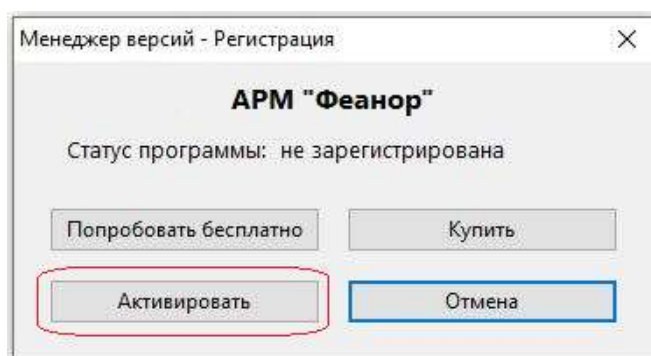 Менеджер версий - Регистрация
АРМ "Феанор"
Статус программы: не зарегистрирована
Попробовать бесплатно Купить
Активировать Отмена